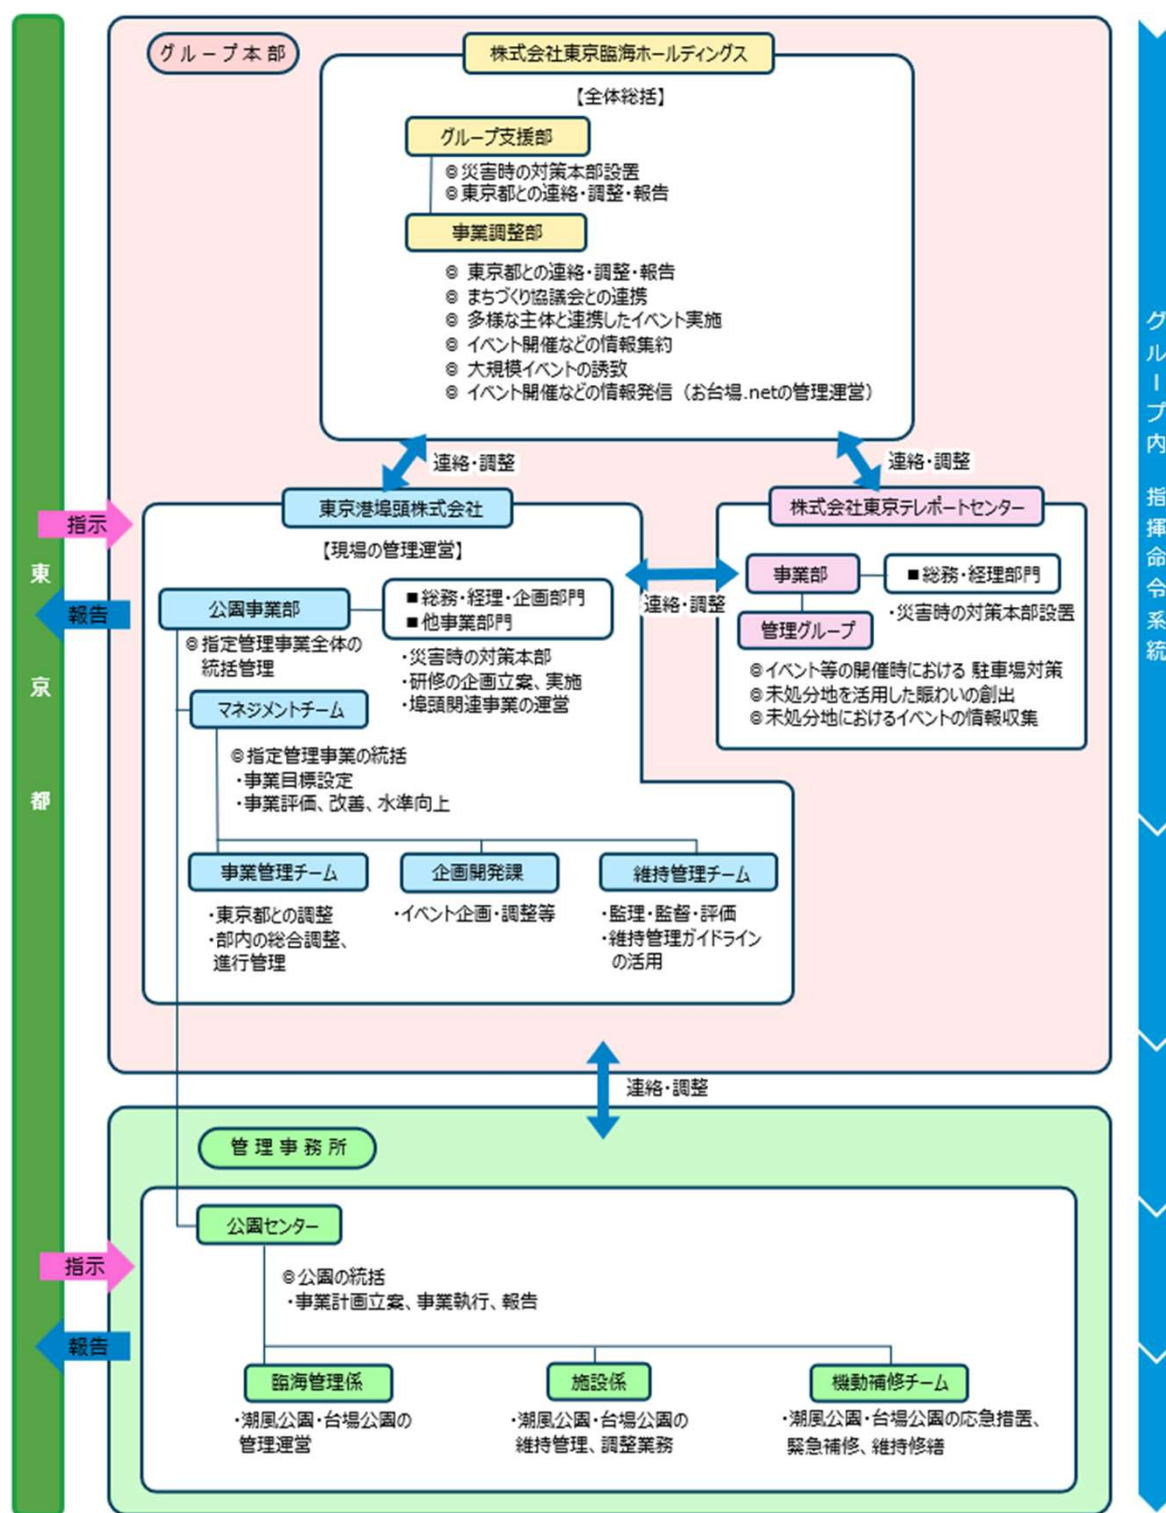 グループ本部
株式会社東京臨海ホールディングス
【全体総括】
グループ支援部
◎災害時の対策本部設置
◎東京都との連絡・調整・報告
事業調整部
◎ 東京都との連絡・調整・報告
◎ まちづくり協議会との連携
◎ 多様な主体と連携したイベント実施
◎ イベント開催などの情報集約
◎ 大規模イベントの誘致
◎ イベント開催などの情報発信（お台場.netの管理運営）
連絡・調整
連絡・調整
東京港埠頭株式会社
【現場の管理運営】
公園事業部
◎指定管理事業全体の
統括管理
■総務・経理・企画部門
■他事業部門
・災害時の対策本部
・研修の企画立案、実施
・埠頭関連事業の運営
マネジメントチーム
◎指定管理事業の統括
・事業目標設定
・事業評価、改善、水準向上
事業管理チーム
・東京都との調整
・部内の総合調整、
進行管理
企画開発課
・イベント企画・調整等
維持管理チーム
・監理・監督・評価
・維持管理ガイドライン
の活用
連絡・調整
株式会社東京テレポートセンター
事業部
■総務・経理部門
・災害時の対策本部設置
管理グループ
◎イベント等の開催時における 駐車場対策
◎未処分地を活用した賑わいの創出
◎未処分地におけるイベントの情報収集
指示
報告
東京都
グループ内 指揮命令系統
連絡・調整
管理事務所
公園センター
◎公園の統括
・事業計画立案、事業執行、報告
指示
報告
臨海管理係
・潮風公園・台場公園の
管理運営
施設係
・潮風公園・台場公園の
維持管理、調整業務
機動補修チーム
・潮風公園・台場公園の応急措置、
緊急補修、維持修繕